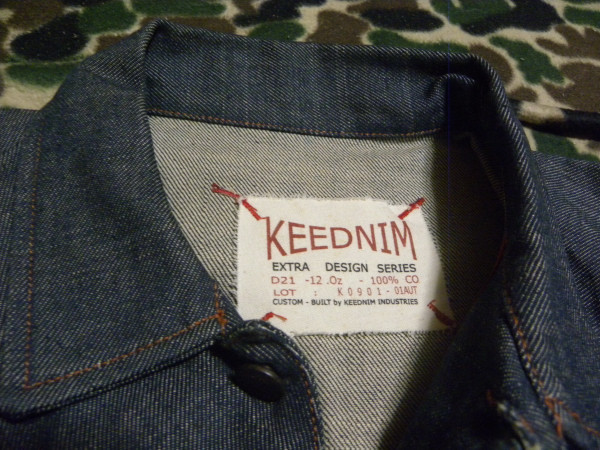 KEEDNIM
EXTRA DESIGN SERIES
D21 -12 .Oz - 100% CO
LOT : K0901-01AUT
CUSTOM - BUILT by KEEDNIM INDUSTRIES